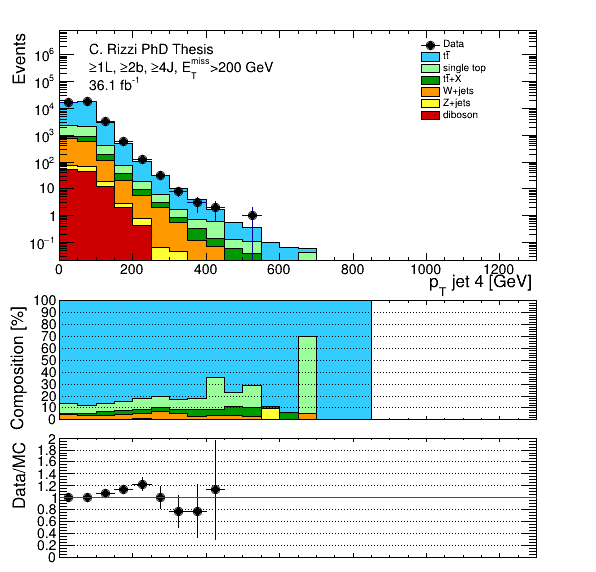 Events
10⁶
10⁵
10⁴
10³
10²
10
1
10⁻¹
C. Rizzi PhD Thesis
≥1L, ≥2b, ≥4J, E_T^miss>200 GeV
36.1 fb⁻¹
Data
tt̄
single top
tt̄+X
W+jets
Z+jets
diboson
0 200 400 600 800 1000 1200
p_T jet 4 [GeV]
Composition [%]
100
90
80
70
60
50
40
30
20
10
0
Data/MC
2
1.8
1.6
1.4
1.2
1
0.8
0.6
0.4
0.2
0